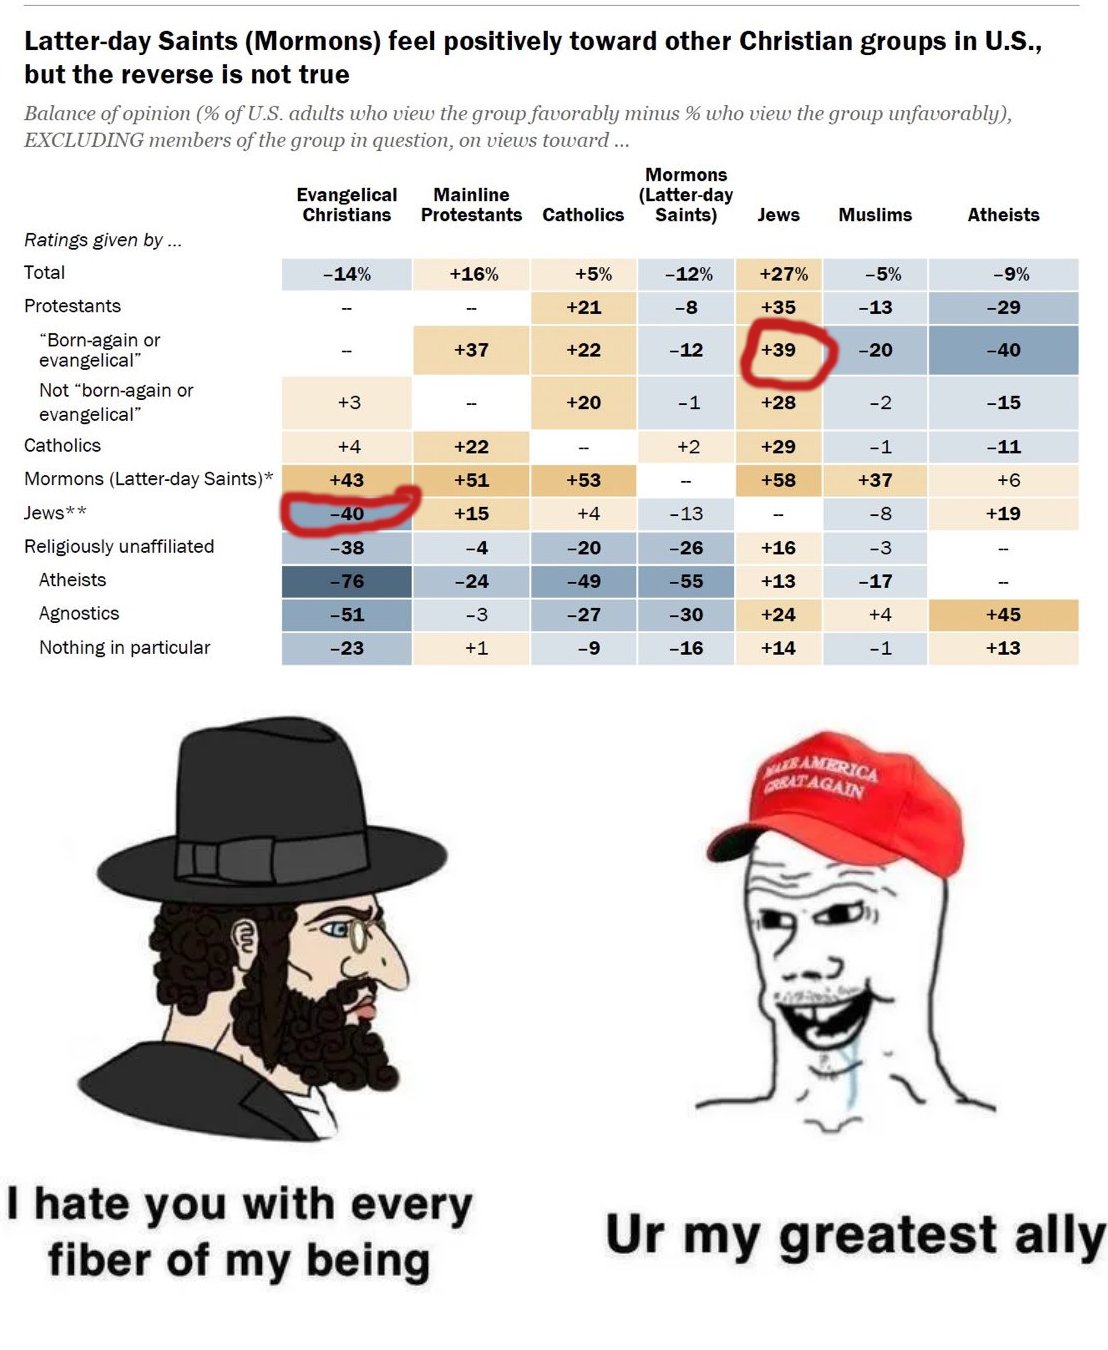 Latter-day Saints (Mormons) feel positively toward other Christian groups in U.S.,
but the reverse is not true
Balance of opinion (% of U.S. adults who view the group favorably minus % who view the group unfavorably),
EXCLUDING members of the group in question, on views toward ...
Evangelical Christians Mainline Protestants Catholics Mormons (Latter-day Saints) Jews Muslims Atheists
Ratings given by ...
Total –14% +16% +5% –12% +27% –5% –9%
Protestants -- -- +21 –8 +35 –13 –29
“Born-again or evangelical” -- +37 +22 –12 +39 –20 –40
Not “born-again or evangelical” +3 -- +20 –1 +28 –2 –15
Catholics +4 +22 -- +2 +29 –1 –11
Mormons (Latter-day Saints)* +43 +51 +53 -- +58 +37 +6
Jews** –40 +15 +4 –13 -- –8 +19
Religiously unaffiliated –38 –4 –20 –26 +16 –3 --
Atheists –76 –24 –49 –55 +13 –17 --
Agnostics –51 –3 –27 –30 +24 +4 +45
Nothing in particular –23 +1 –9 –16 +14 –1 +13
MAKE AMERICA
GREAT AGAIN
I hate you with every
fiber of my being
Ur my greatest ally